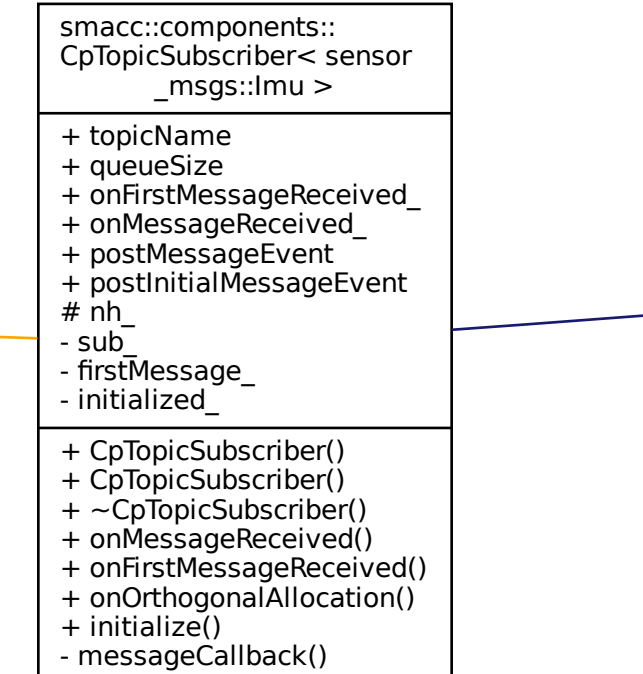 smacc::components::
CpTopicSubscriber< sensor
_msgs::Imu >
+ topicName
+ queueSize
+ onFirstMessageReceived_
+ onMessageReceived_
+ postMessageEvent
+ postInitialMessageEvent
# nh_
- sub_
- firstMessage_
- initialized_
+ CpTopicSubscriber()
+ CpTopicSubscriber()
+ ~CpTopicSubscriber()
+ onMessageReceived()
+ onFirstMessageReceived()
+ onOrthogonalAllocation()
+ initialize()
- messageCallback()